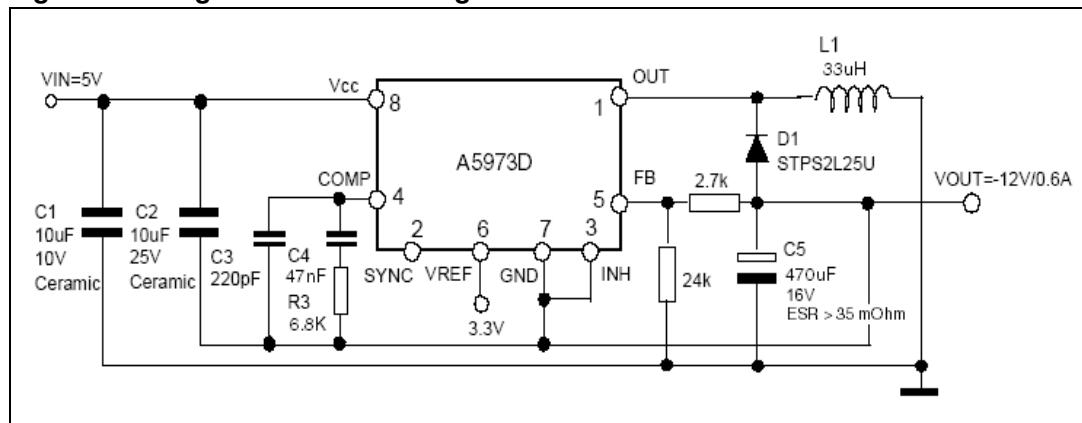 L1
33uH
VIN=5V
Vcc
OUT
8
1
D1
STPS2L25U
A5973D
COMP
FB
2.7k
VOUT=-12V/0.6A
4
5
C1
10uF
10V
Ceramic
C2
10uF
25V
Ceramic
C3
220pF
C4
47nF
R3
6.8K
2
6
7
3
SYNC
VREF
GND
INH
3.3V
24k
C5
470uF
16V
ESR > 35 mOhm